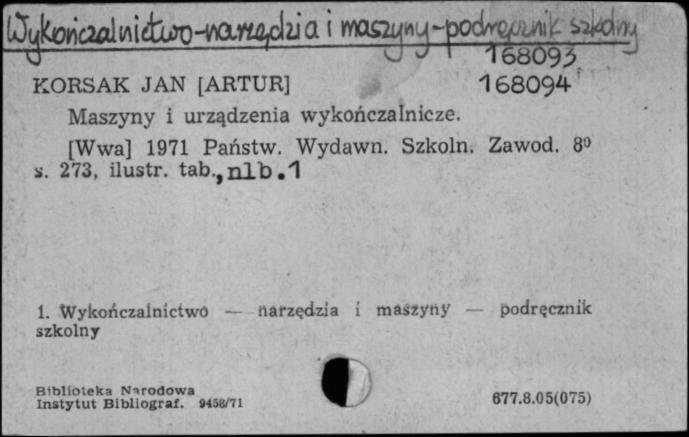 Wykończalnictwo-narzędzia i maszyny-podręcznik szkolny
168093
KORSAK JAN [ARTUR]
168094
Maszyny i urządzenia wykończalnicze.
[Wwa] 1971 Państw. Wydawn. Szkoln. Zawod. 8º
s. 273, ilustr. tab., nlb.1
1. Wykończalnictwo — narzędzia i maszyny — podręcznik
szkolny
Biblioteka Narodowa
Instytut Bibliograf. 9458/71
677.8.05(075)